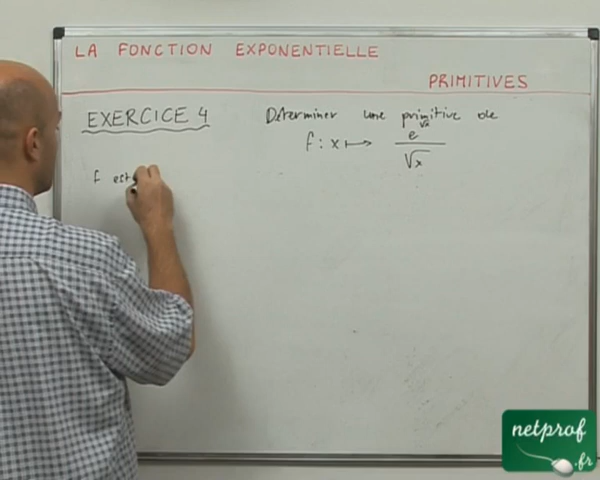 LA FONCTION EXPONENTIELLE
PRIMITIVES
EXERCICE 4 Déterminer une primitive de
f : x ⟼ e^√x / √x
f est
netprof
.fr